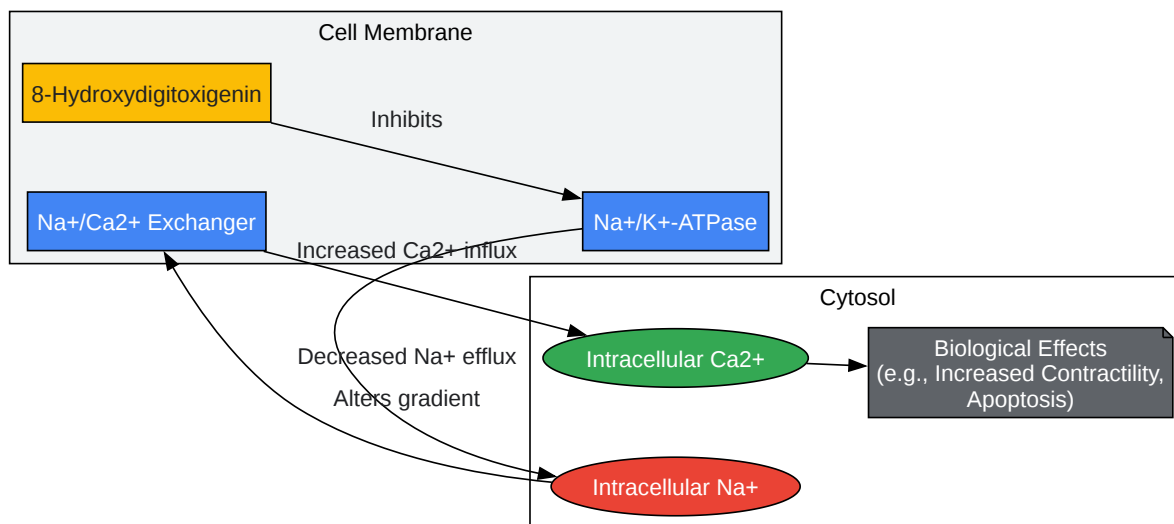 Cell Membrane
8-Hydroxydigitoxigenin
Inhibits
Na+/Ca2+ Exchanger
Na+/K+-ATPase
Increased Ca2+ influx
Cytosol
Decreased Na+ efflux
Intracellular Ca2+
Biological Effects
(e.g., Increased Contractility,
Apoptosis)
Alters gradient
Intracellular Na+